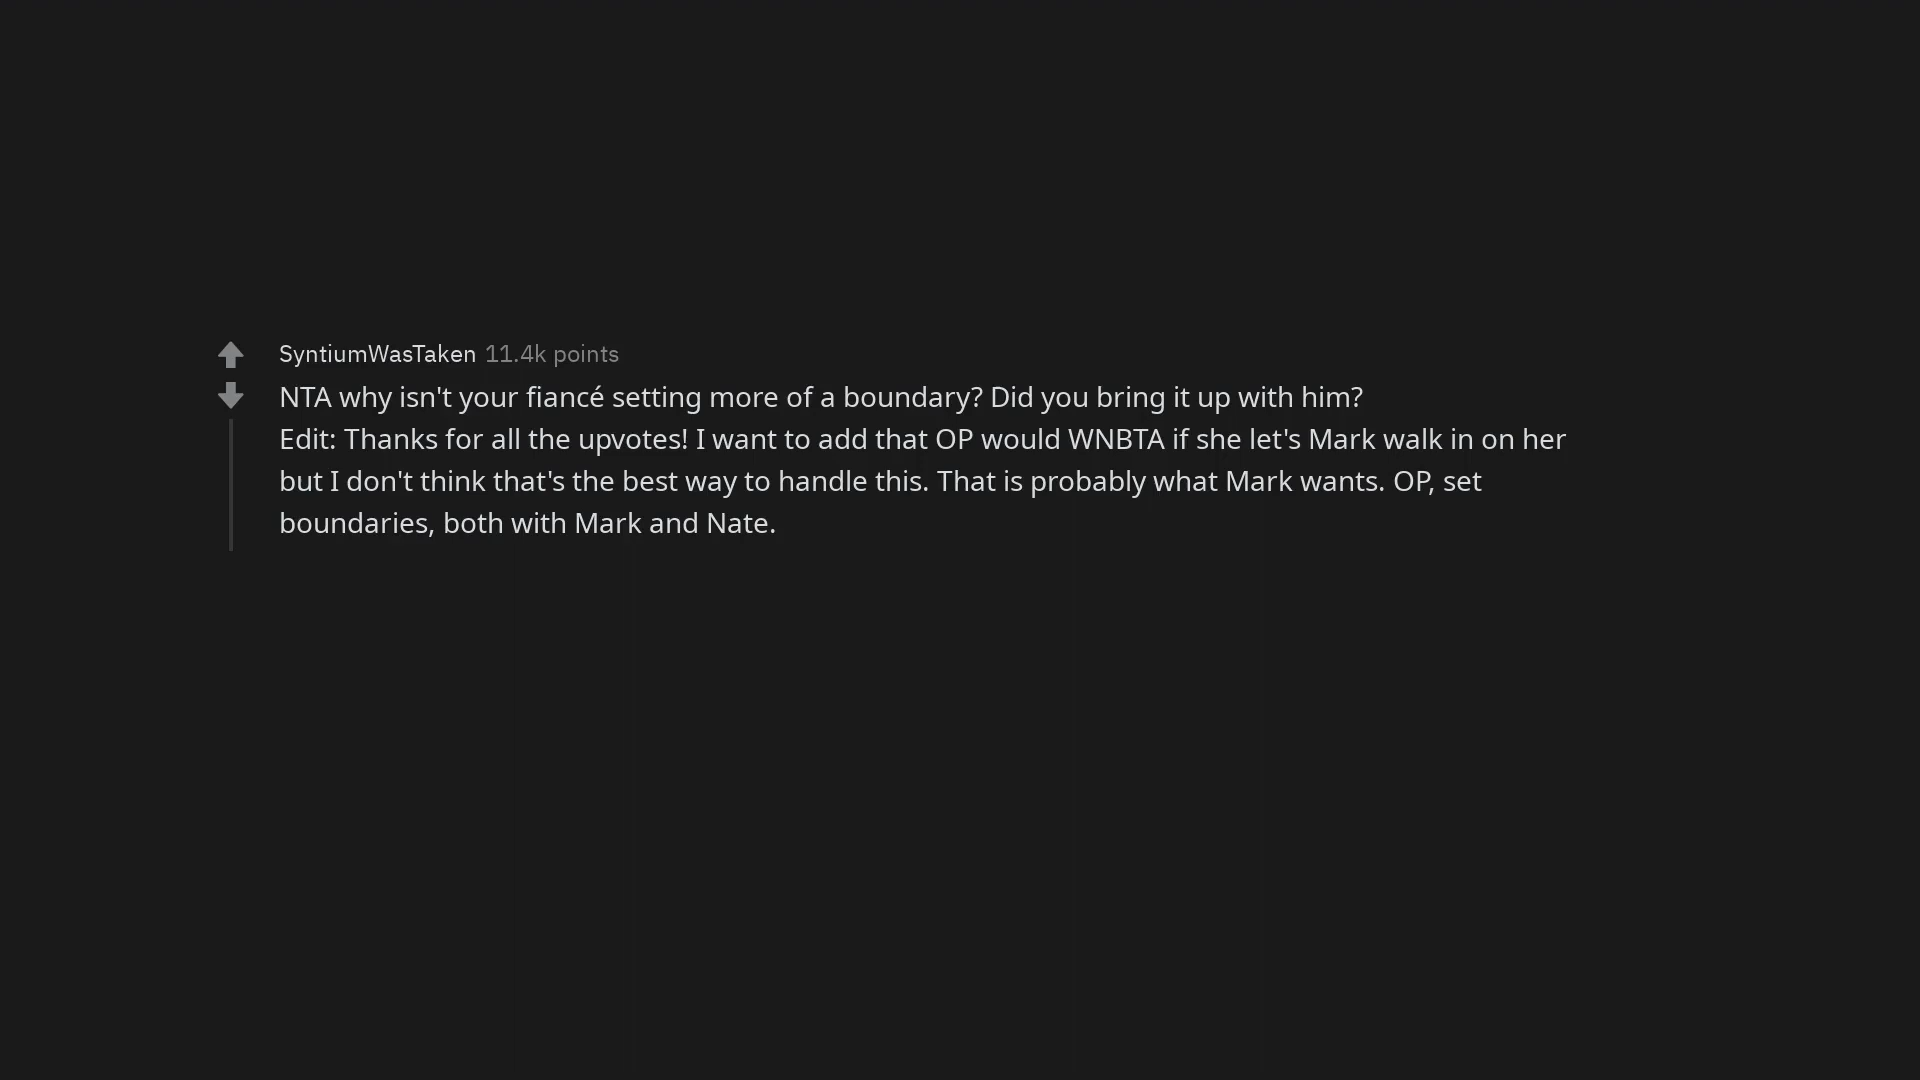 SyntiumWasTaken 11.4k points
NTA why isn't your fiancé setting more of a boundary? Did you bring it up with him?
Edit: Thanks for all the upvotes! I want to add that OP would WNBTA if she let's Mark walk in on her
but I don't think that's the best way to handle this. That is probably what Mark wants. OP, set
boundaries, both with Mark and Nate.